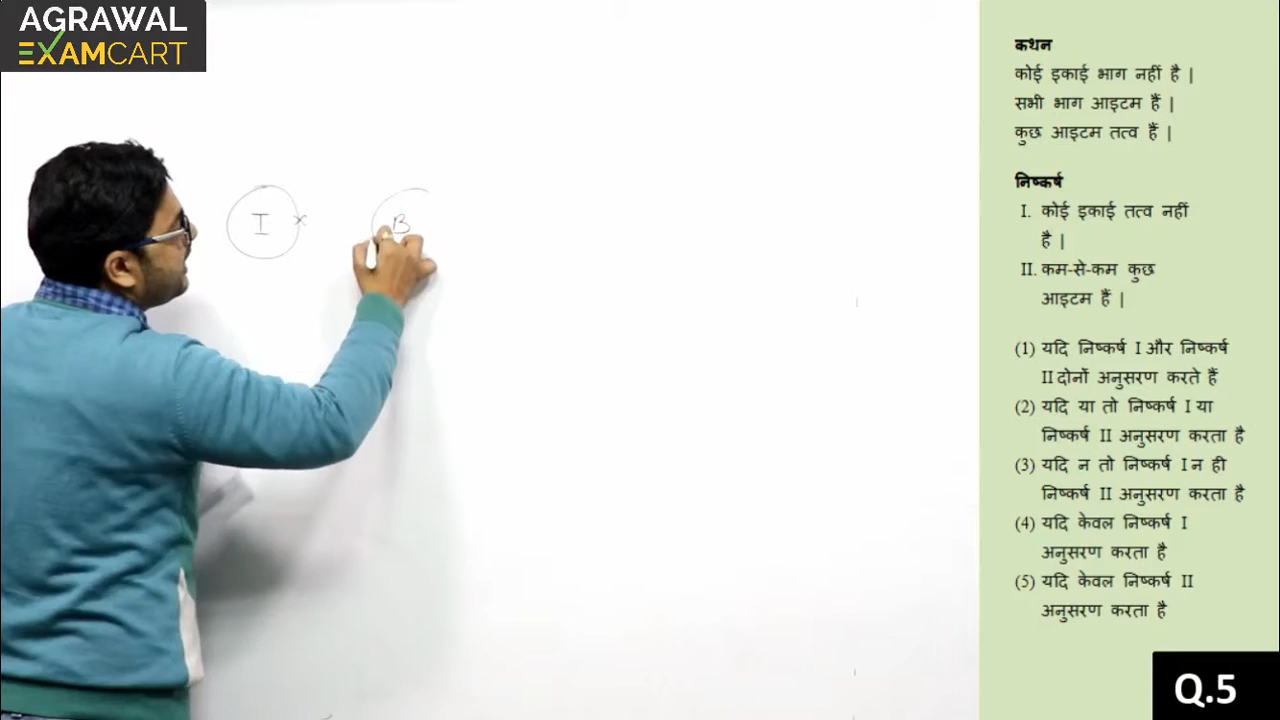 AGRAWAL
EXAMCART
I
×
B
कथन
कोई इकाई भाग नहीं है |
सभी भाग आइटम हैं |
कुछ आइटम तत्व हैं |
निष्कर्ष
I. कोई इकाई तत्व नहीं
है |
II. कम-से-कम कुछ
आइटम हैं |
(1) यदि निष्कर्ष I और निष्कर्ष
II दोनों अनुसरण करते हैं
(2) यदि या तो निष्कर्ष I या
निष्कर्ष II अनुसरण करता है
(3) यदि न तो निष्कर्ष I न ही
निष्कर्ष II अनुसरण करता है
(4) यदि केवल निष्कर्ष I
अनुसरण करता है
(5) यदि केवल निष्कर्ष II
अनुसरण करता है
Q.5